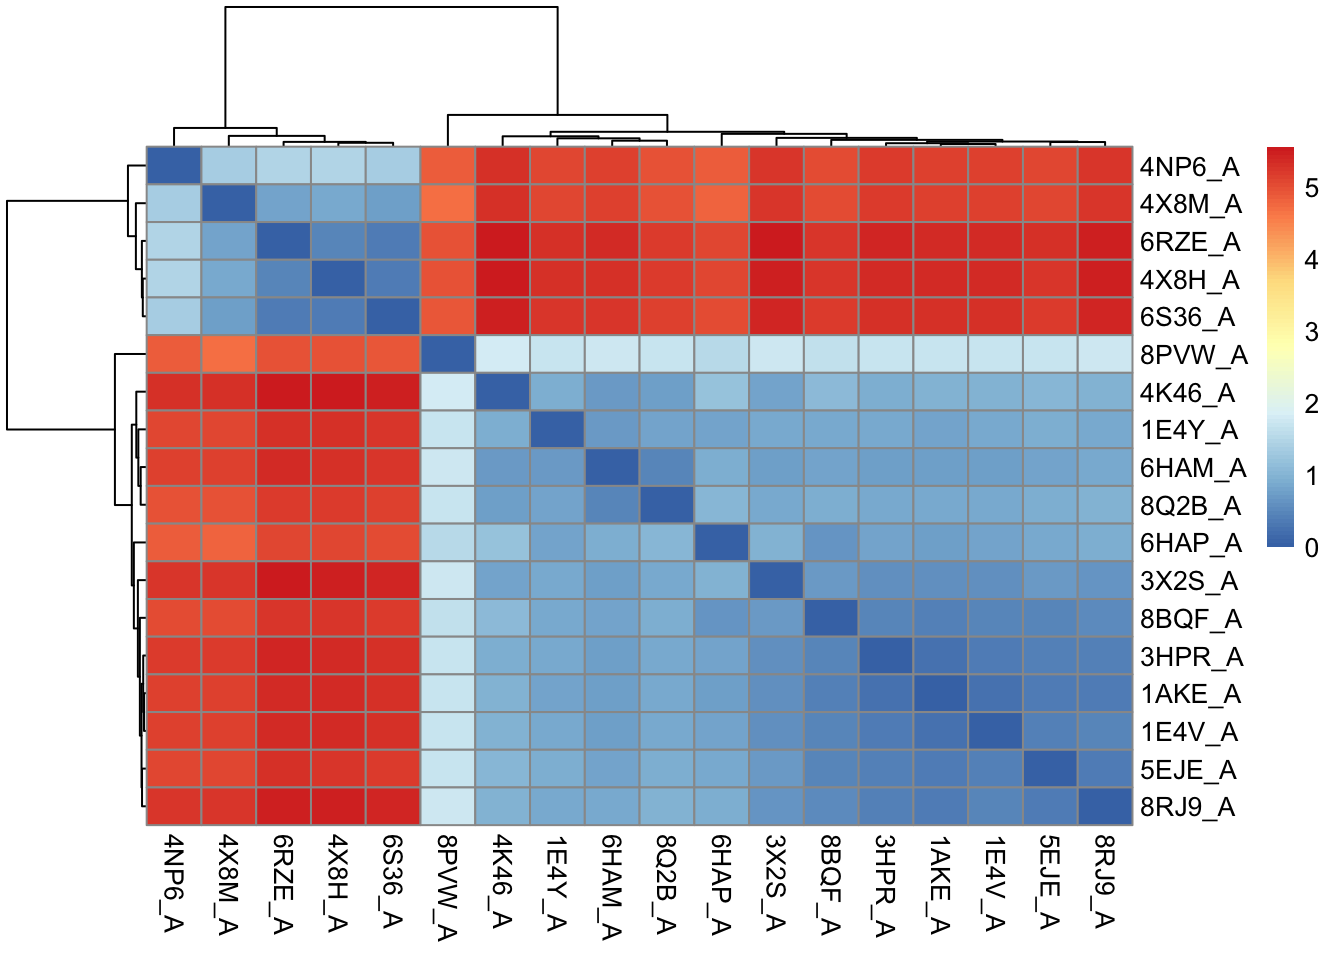 4NP6_A
4X8M_A
6RZE_A
4X8H_A
6S36_A
8PVW_A
4K46_A
1E4Y_A
6HAM_A
8Q2B_A
6HAP_A
3X2S_A
8BQF_A
3HPR_A
1AKE_A
1E4V_A
5EJE_A
8RJ9_A
5
4
3
2
1
0
4NP6_A
4X8M_A
6RZE_A
4X8H_A
6S36_A
8PVW_A
4K46_A
1E4Y_A
6HAM_A
8Q2B_A
6HAP_A
3X2S_A
8BQF_A
3HPR_A
1AKE_A
1E4V_A
5EJE_A
8RJ9_A